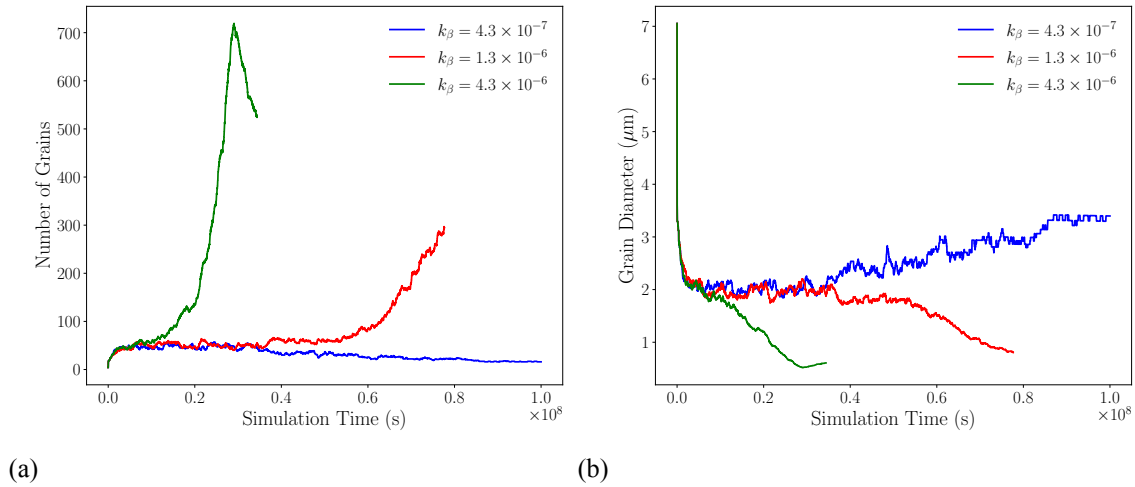 700
600
500
400
300
200
100
0
Number of Grains
k_β = 4.3 × 10⁻⁷
k_β = 1.3 × 10⁻⁶
k_β = 4.3 × 10⁻⁶
0.0 0.2 0.4 0.6 0.8 1.0
×10⁸
Simulation Time (s)
(a)
7
6
5
4
3
2
1
Grain Diameter (μm)
k_β = 4.3 × 10⁻⁷
k_β = 1.3 × 10⁻⁶
k_β = 4.3 × 10⁻⁶
0.0 0.2 0.4 0.6 0.8 1.0
×10⁸
Simulation Time (s)
(b)